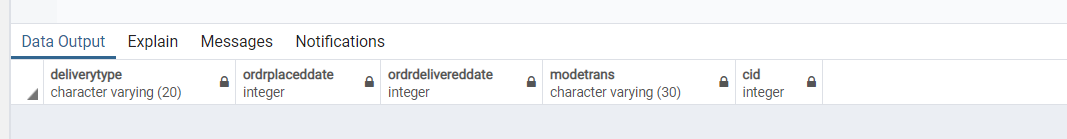 Data Output Explain Messages Notifications
deliverytype ordrplaceddate ordrdelivereddate modetrans cid
character varying (20) integer integer character varying (30) integer